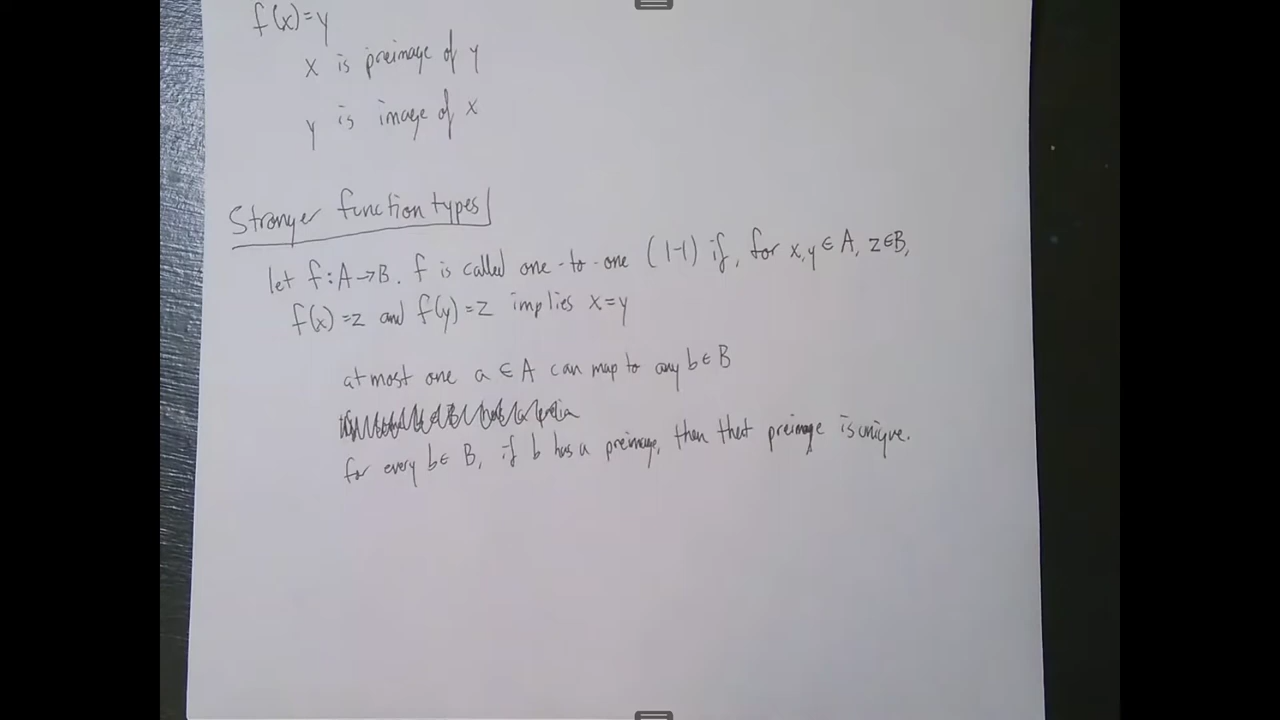 f(x)=y
x is preimage of y
y is image of x
Stronger function types
let f:A→B. f is called one-to-one (1-1) if, for x,y∈A, z∈B,
f(x)=z and f(y)=z implies x=y
at most one a∈A can map to any b∈B
for every b∈B, if b has a preimage, then that preimage is unique.